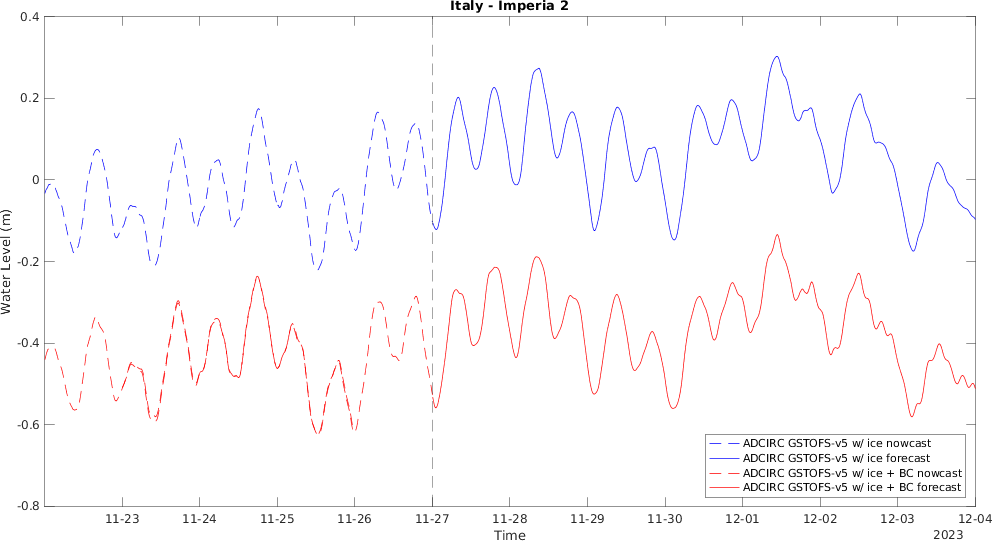 Italy - Imperia 2
0.4
0.2
0
-0.2
-0.4
-0.6
-0.8
Water Level (m)
11-23
11-24
11-25
11-26
11-27
11-28
11-29
11-30
12-01
12-02
12-03
12-04
Time
2023
ADCIRC GSTOFS-v5 w/ ice nowcast
ADCIRC GSTOFS-v5 w/ ice forecast
ADCIRC GSTOFS-v5 w/ ice + BC nowcast
ADCIRC GSTOFS-v5 w/ ice + BC forecast